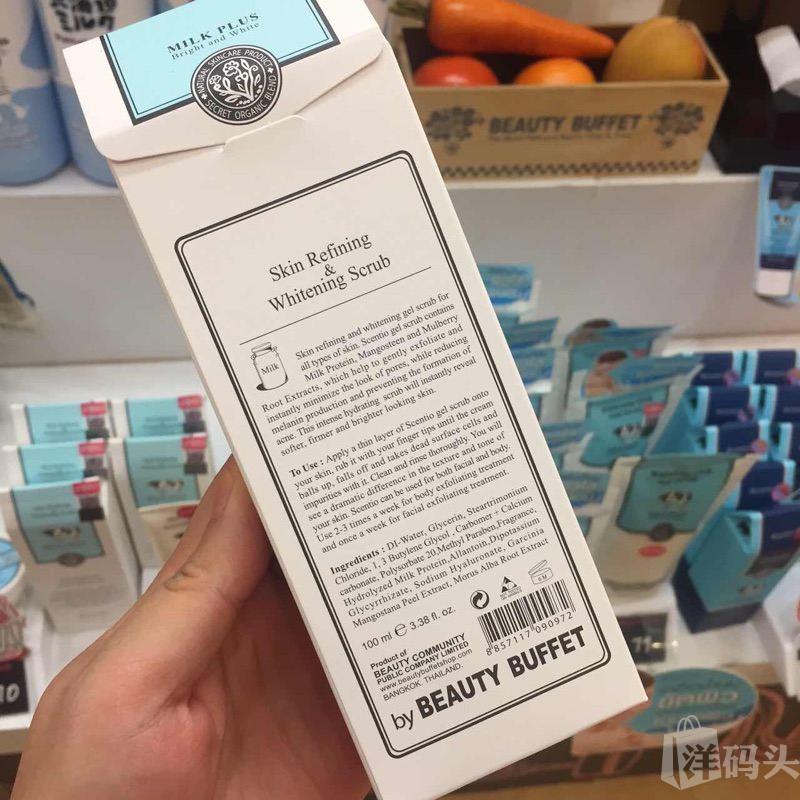 MILK PLUS
Bright and White
NATURAL SKINCARE PRODUCT
SECRET ORGANIC BLEND
BEAUTY BUFFET
Skin Refining
&
Whitening Scrub
Milk
Skin refining and whitening gel scrub for
all types of skin. Scentio gel scrub contains
Milk Protein, Mangosteen and Mulberry
Root Extracts, which help to gently exfoliate and
instantly minimize the look of pores, while reducing
melanin production and preventing the formation of
acne. This intense hydrating scrub will instantly reveal
softer, firmer and brighter looking skin.
To Use : Apply a thin layer of Scentio gel scrub onto
your skin, rub it with your finger tips until the cream
balls up, falls off and takes dead surface cells and
impurities with it. Clean and rinse thoroughly. You will
see a dramatic difference in the texture and tone of
your skin. Scentio can be used for both facial and body.
Use 2-3 times a week for body exfoliating treatment
and once a week for facial exfoliating treatment.
Ingredients : DI-Water, Glycerin, Steartrimonium
Chloride, 1, 3 Butylene Glycol , Carbomer + Calcium
carbonate, Polysorbate 20,Methyl Paraben,Fragrance,
Hydrolyzed Milk Protein,Allantoin,Dipotassium
Glycyrrhizate, Sodium Hyaluronate, Garcinia
Mangostana Peel Extract, Morus Alba Root Extract
100 ml ℮ 3.38 fl. oz.
6 M
Product of
BEAUTY COMMUNITY
PUBLIC COMPANY LIMITED
www.beautybuffetshop.com
BANGKOK. THAILAND.
8 857117 090972
by BEAUTY BUFFET
洋码头